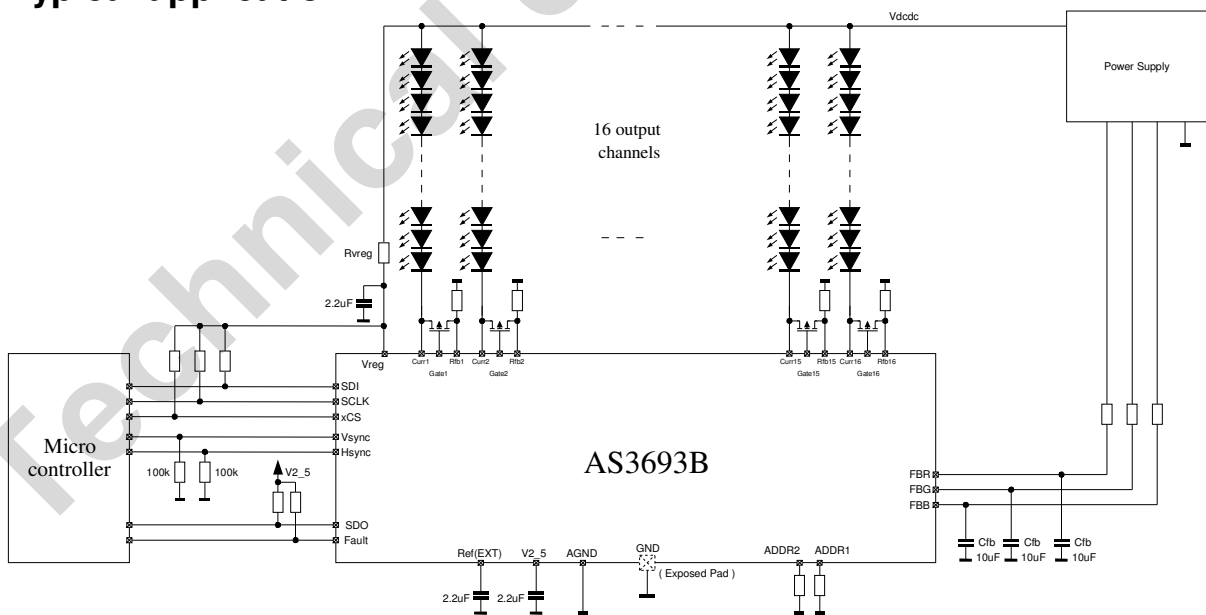 Technical
Vdcdc
Power Supply
16 output
channels
Rvreg
2.2uF
Vreg
Curr1
Rfb1
Curr2
Rfb2
Curr15
Rfb15
Curr16
Rfb16
Gate1
Gate2
Gate15
Gate16
SDI
SCLK
xCS
Vsync
Hsync
Micro
controller
100k
100k
V2_5
AS3693B
FBR
FBG
FBB
SDO
Fault
Ref(EXT)
V2_5
AGND
GND
( Exposed Pad )
ADDR2
ADDR1
Cfb
10uF
Cfb
10uF
Cfb
10uF
2.2uF
2.2uF